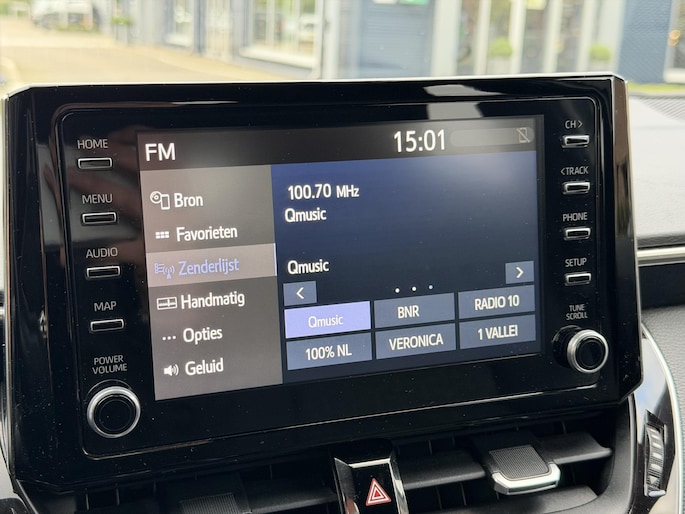 HOME
MENU
AUDIO
MAP
POWER
VOLUME
FM
15:01
Bron
Favorieten
Zenderlijst
Handmatig
Opties
Geluid
100.70 MHz
Qmusic
Qmusic
< • • • >
Qmusic BNR RADIO 10
100% NL VERONICA 1 VALLEI
CH >
< TRACK
PHONE
SETUP
TUNE
SCROLL